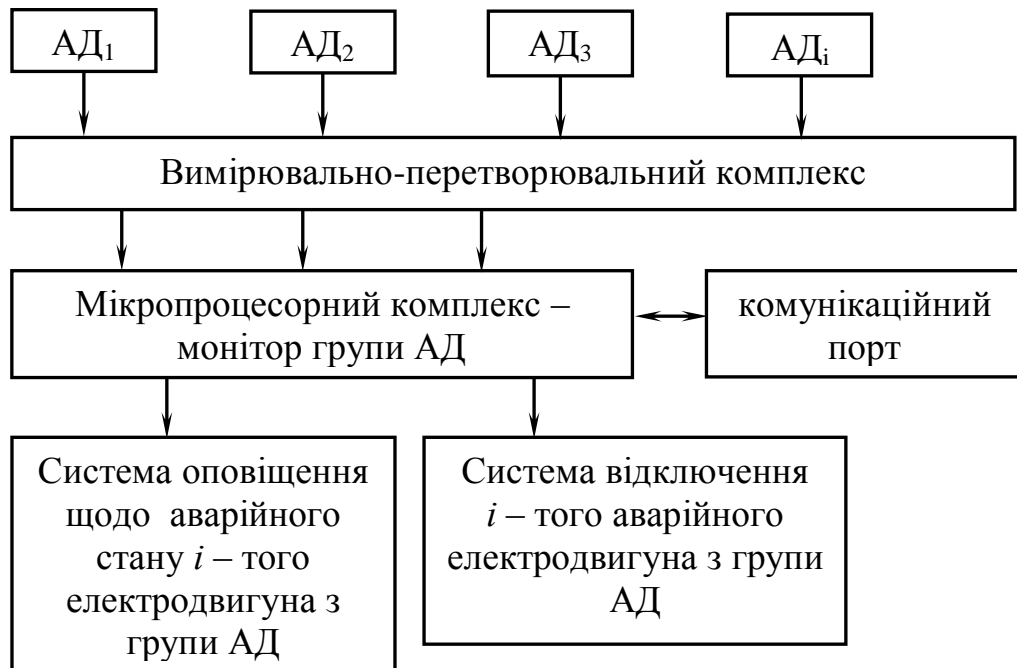 АД1
АД2
АД3
АДi
Вимірювально-перетворювальний комплекс
Мікропроцесорний комплекс –
монітор групи АД
комунікаційний
порт
Система оповіщення
щодо аварійного
стану i – того
електродвигуна з
групи АД
Система відключення
i – того аварійного
електродвигуна з групи
АД